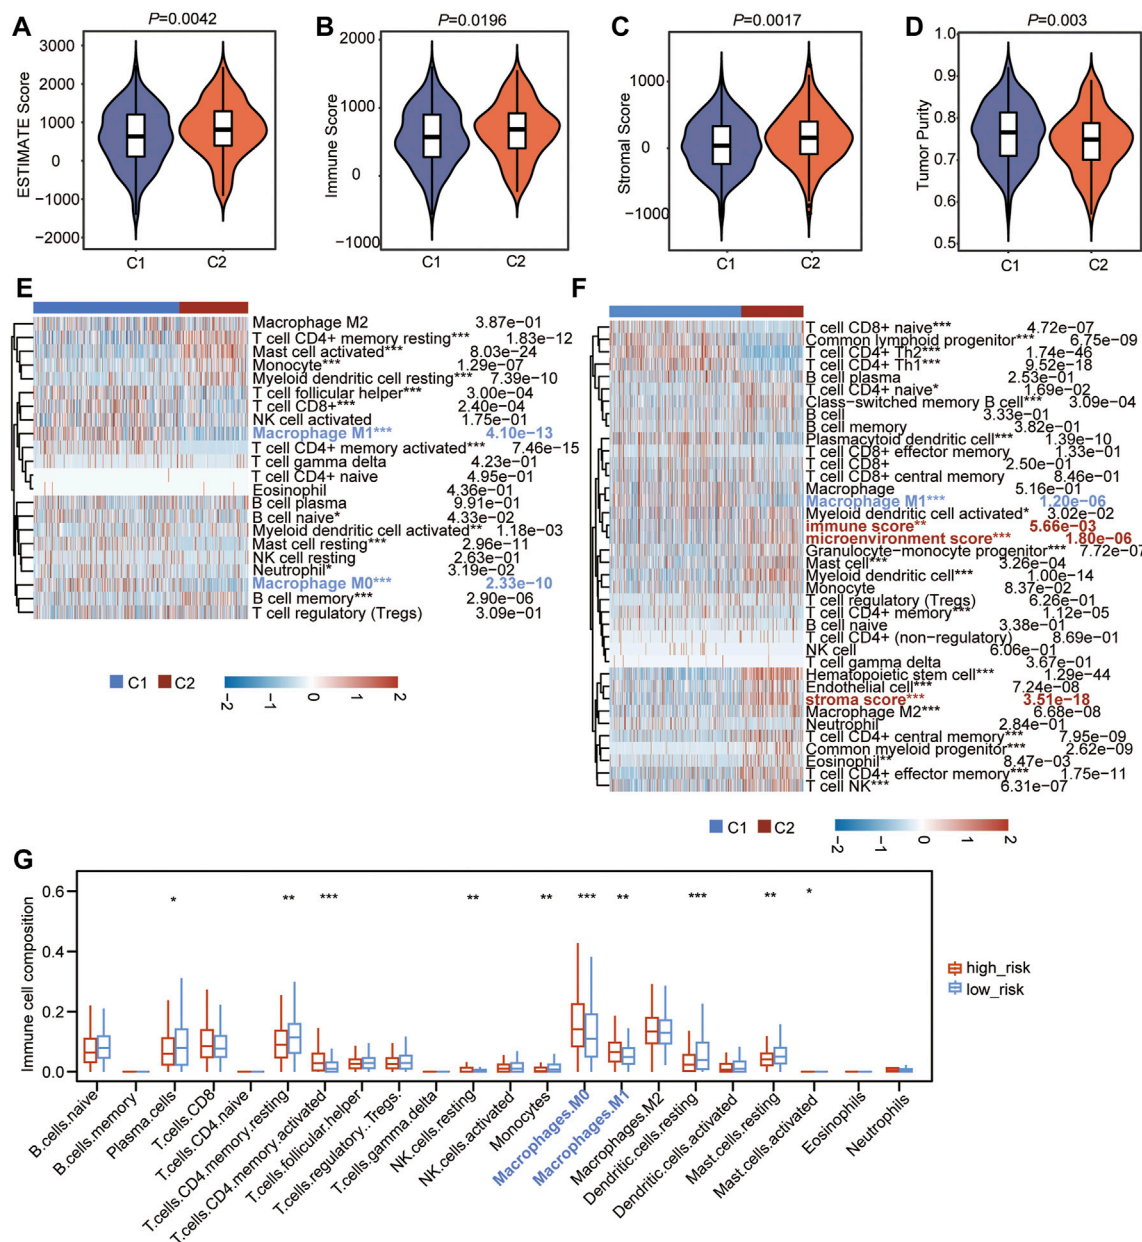 A
P=0.0042
ESTIMATE Score
3000
2000
1000
0
−1000
−2000
C1
C2
B
P=0.0196
Immune Score
2000
1000
0
−1000
C1
C2
C
P=0.0017
Stromal Score
1000
0
−1000
C1
C2
D
P=0.003
Tumor Purity
1.0
0.9
0.8
0.7
0.6
0.5
C1
C2
E
Macrophage M2 3.87e−01
T cell CD4+ memory resting*** 1.83e−12
Mast cell activated*** 8.03e−24
Monocyte*** 1.29e−07
Myeloid dendritic cell resting*** 7.39e−10
T cell follicular helper*** 3.00e−04
T cell CD8+*** 2.40e−04
NK cell activated 1.75e−01
Macrophage M1*** 4.10e−13
T cell CD4+ memory activated*** 7.46e−15
T cell gamma delta 4.23e−01
T cell CD4+ naive 4.95e−01
Eosinophil 4.36e−01
B cell plasma 9.91e−01
B cell naive* 4.33e−02
Myeloid dendritic cell activated** 1.18e−03
Mast cell resting*** 2.96e−11
NK cell resting 2.63e−01
Neutrophil* 3.19e−02
Macrophage M0*** 2.33e−10
B cell memory*** 2.90e−06
T cell regulatory (Tregs) 3.09e−01
C1 C2
−2 −1 0 1 2
F
T cell CD8+ naive*** 4.72e−07
Common lymphoid progenitor*** 6.75e−09
T cell CD4+ Th2*** 1.74e−46
T cell CD4+ Th1*** 9.52e−18
B cell plasma 2.53e−01
T cell CD4+ naive* 1.69e−02
Class−switched memory B cell*** 3.09e−04
B cell 3.33e−01
B cell memory 3.82e−01
Plasmacytoid dendritic cell*** 1.39e−10
T cell CD8+ effector memory 1.33e−01
T cell CD8+ 2.50e−01
T cell CD8+ central memory 8.46e−01
Macrophage 5.16e−01
Macrophage M1*** 1.20e−06
Myeloid dendritic cell activated* 3.02e−02
immune score** 5.66e−03
microenvironment score*** 1.80e−06
Granulocyte−monocyte progenitor*** 7.72e−07
Mast cell*** 3.26e−04
Myeloid dendritic cell*** 1.00e−14
Monocyte 8.37e−02
T cell regulatory (Tregs) 6.26e−01
T cell CD4+ memory*** 1.12e−05
B cell naive 3.38e−01
T cell CD4+ (non−regulatory) 8.69e−01
NK cell 6.06e−01
T cell gamma delta 3.67e−01
Hematopoietic stem cell*** 1.29e−44
Endothelial cell*** 7.24e−08
stroma score*** 3.51e−18
Macrophage M2*** 6.68e−08
Neutrophil 2.84e−01
T cell CD4+ central memory*** 7.95e−09
Common myeloid progenitor*** 2.62e−09
Eosinophil** 8.47e−03
T cell CD4+ effector memory*** 1.75e−11
T cell NK*** 6.31e−07
C1 C2
−2 −1 0 1 2
G
Immune cell composition
0.6
0.4
0.2
0.0
* ** *** ** ** *** ** *** ** *
high_risk
low_risk
B.cells.naive
B.cells.memory
Plasma.cells
T.cells.CD8
T.cells.CD4.naive
T.cells.CD4.memory.resting
T.cells.CD4.memory.activated
T.cells.follicular.helper
T.cells.regulatory..Tregs.
T.cells.gamma.delta
NK.cells.resting
NK.cells.activated
Monocytes
Macrophages.M0
Macrophages.M1
Macrophages.M2
Dendritic.cells.resting
Dendritic.cells.activated
Mast.cells.resting
Mast.cells.activated
Eosinophils
Neutrophils